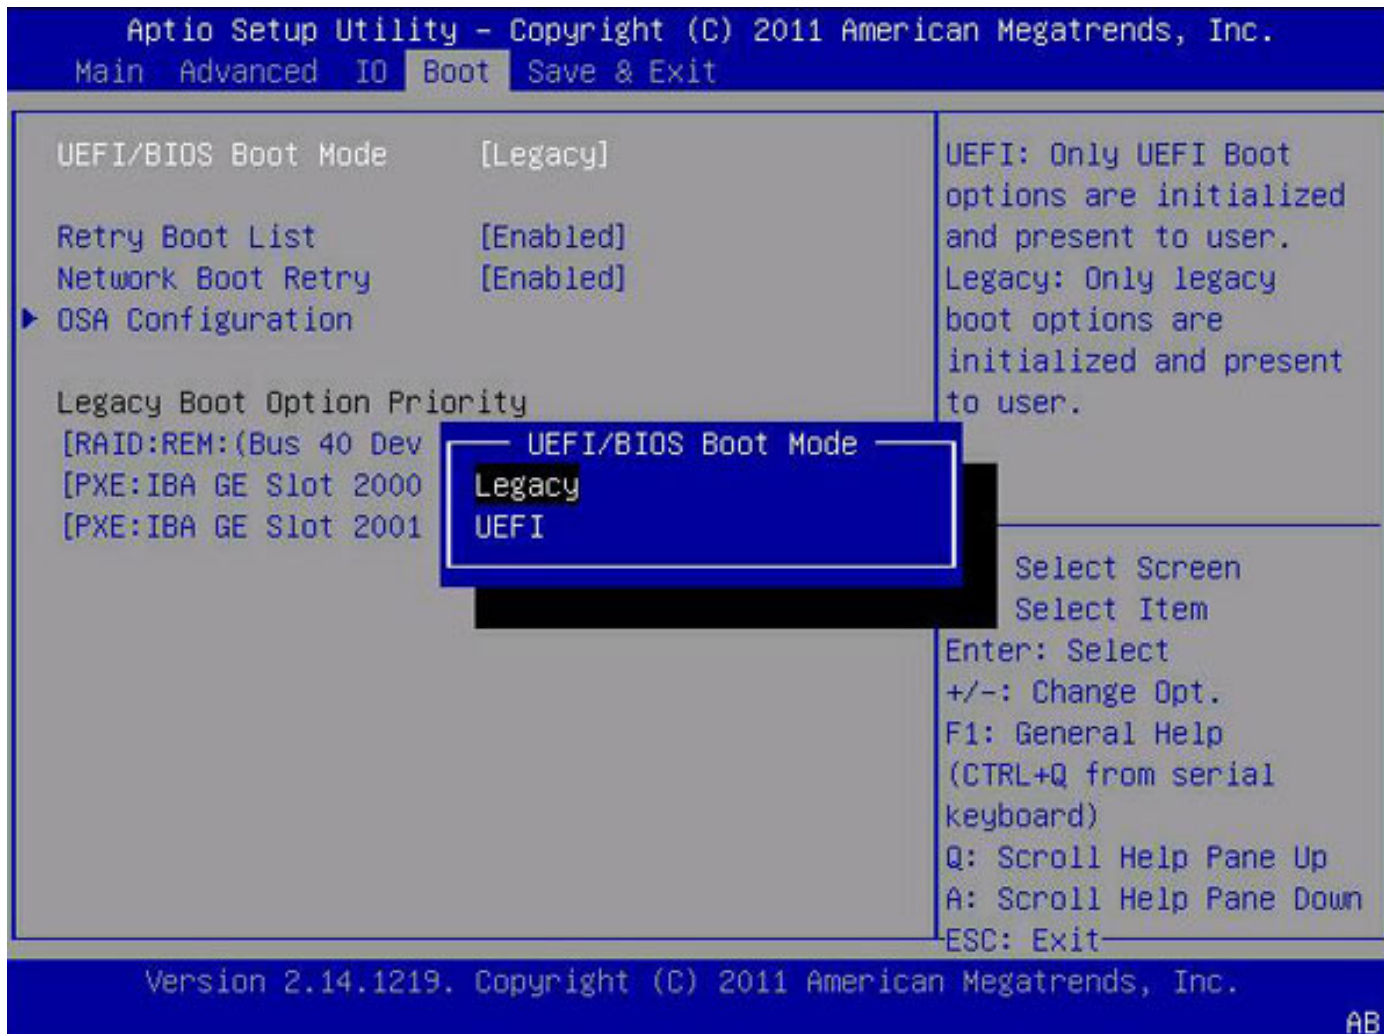 Aptio Setup Utility – Copyright (C) 2011 American Megatrends, Inc.
Main Advanced IO Boot Save & Exit
UEFI/BIOS Boot Mode [Legacy]
Retry Boot List [Enabled]
Network Boot Retry [Enabled]
OSA Configuration
Legacy Boot Option Priority
[RAID:REM:(Bus 40 Dev
[PXE:IBA GE Slot 2000
[PXE:IBA GE Slot 2001
UEFI/BIOS Boot Mode
Legacy
UEFI
UEFI: Only UEFI Boot
options are initialized
and present to user.
Legacy: Only legacy
boot options are
initialized and present
to user.
Select Screen
Select Item
Enter: Select
+/-: Change Opt.
F1: General Help
(CTRL+Q from serial
keyboard)
Q: Scroll Help Pane Up
A: Scroll Help Pane Down
ESC: Exit
Version 2.14.1219. Copyright (C) 2011 American Megatrends, Inc.
AB